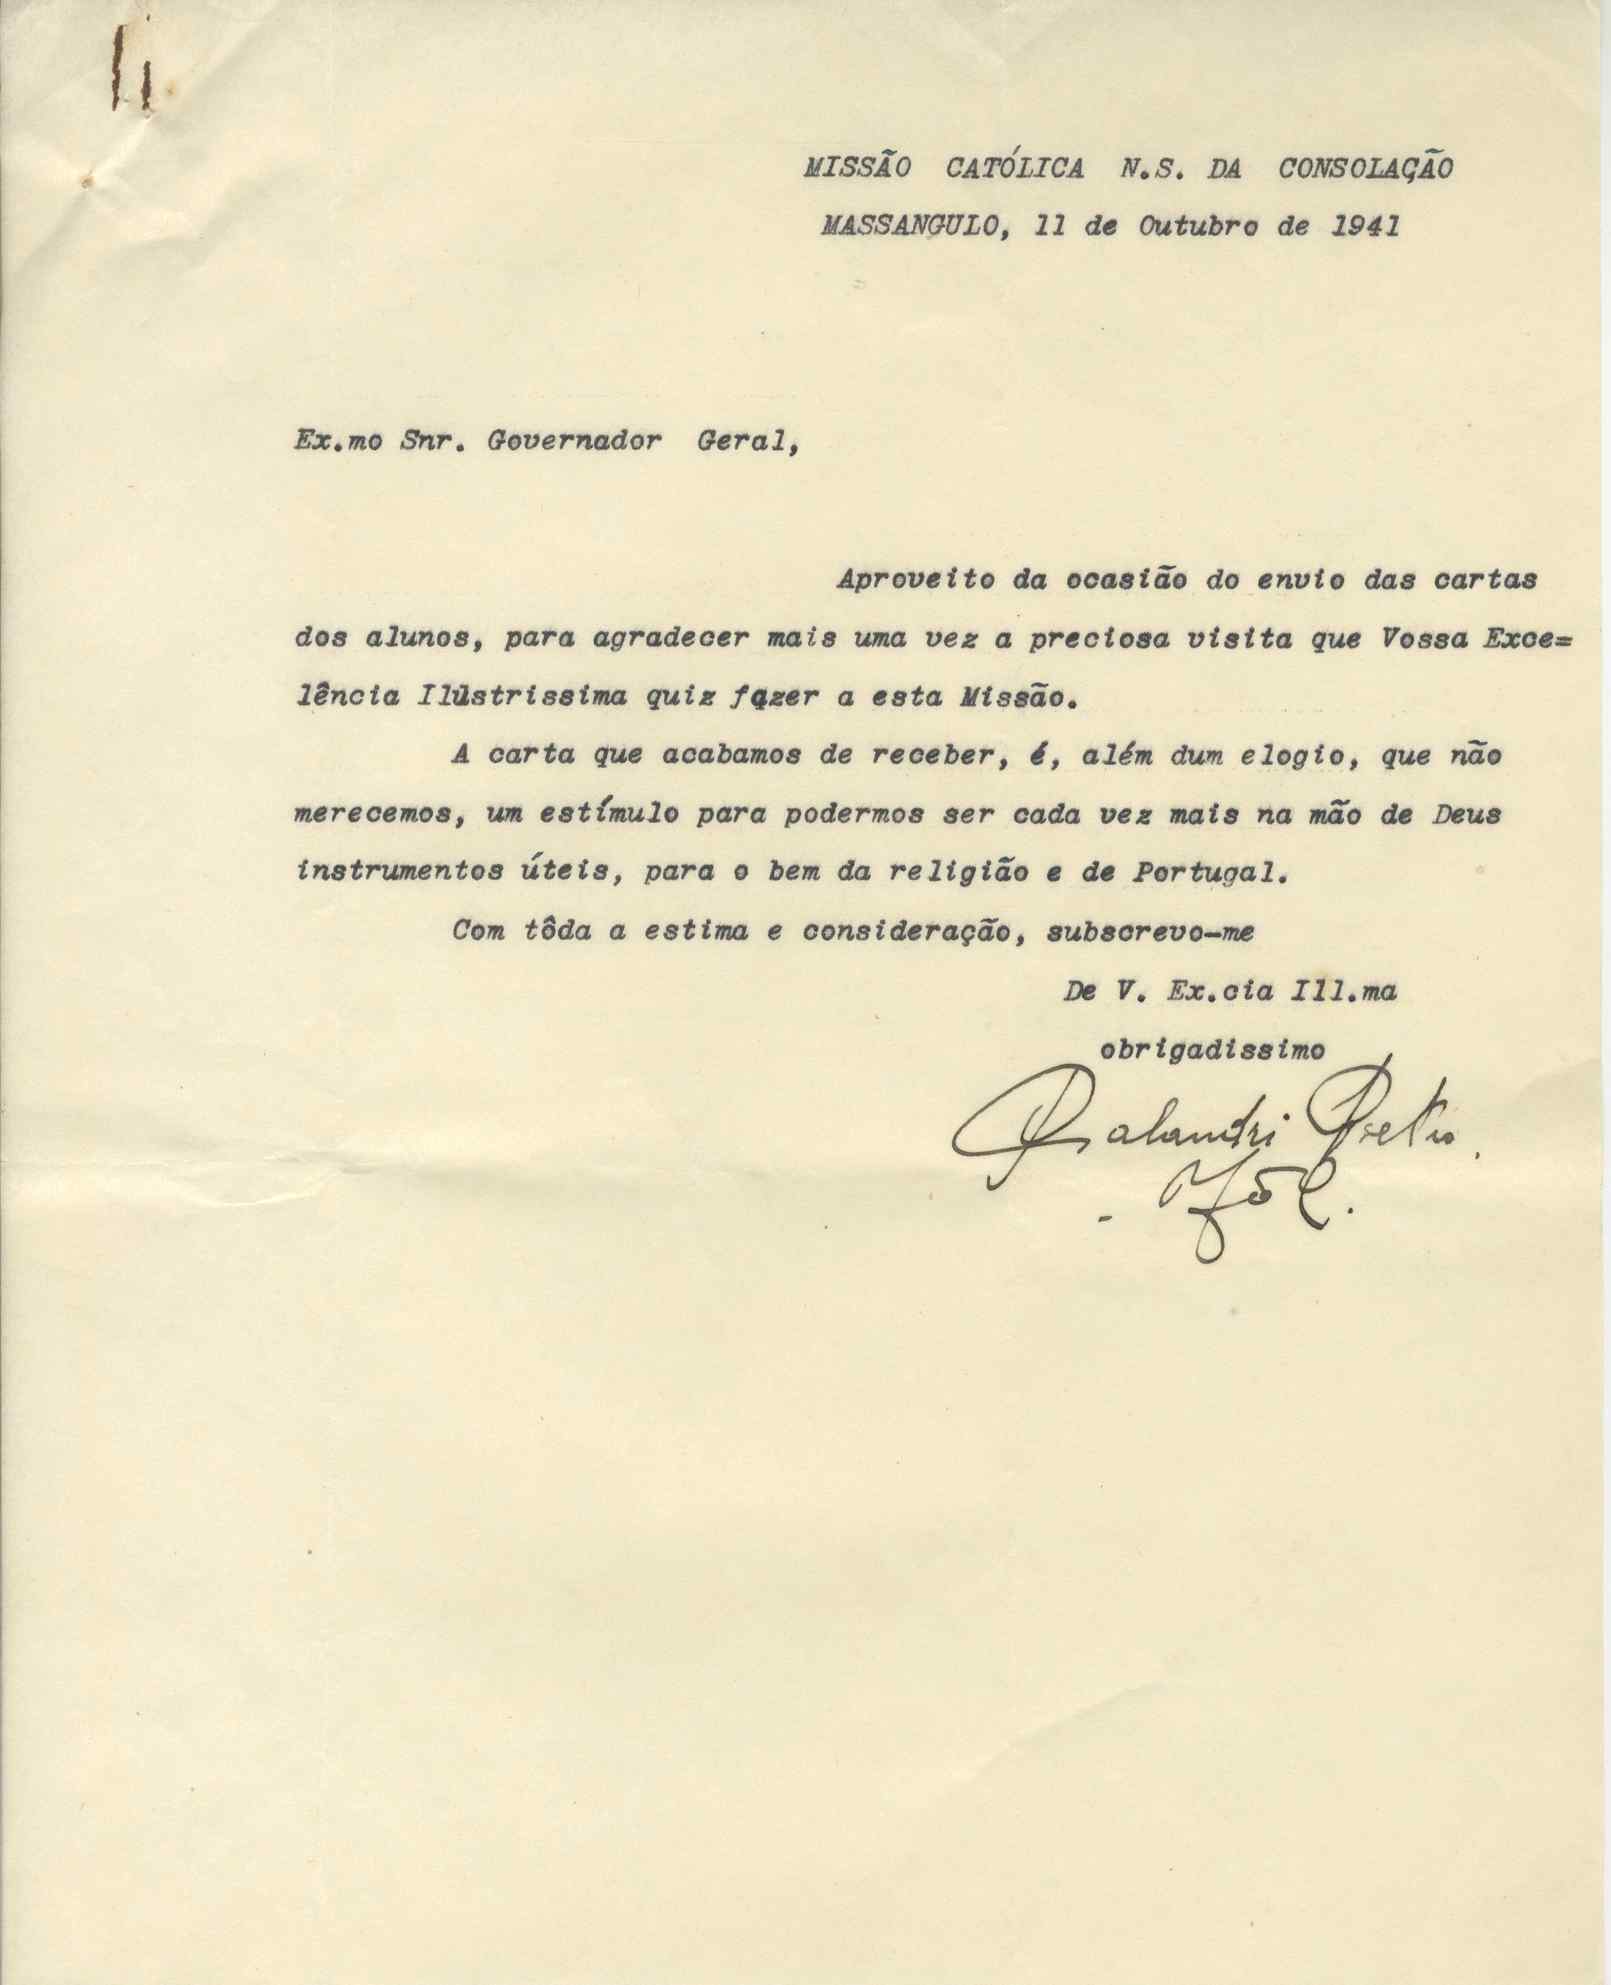 MISSÃO CATÓLICA N.S. DA CONSOLAÇÃO
MASSANGULO, 11 de Outubro de 1941
Ex.mo Snr. Governador Geral,
Aproveito da ocasião do envio das cartas
dos alunos, para agradecer mais uma vez a preciosa visita que Vossa Exce=
lência Ilústrissima quiz fazer a esta Missão.
A carta que acabamos de receber, é, além dum elogio, que não
merecemos, um estímulo para podermos ser cada vez mais na mão de Deus
instrumentos úteis, para o bem da religião e de Portugal.
Com tôda a estima e consideração, subscrevo-me
De V. Ex.cia Ill.ma
obrigadissimo